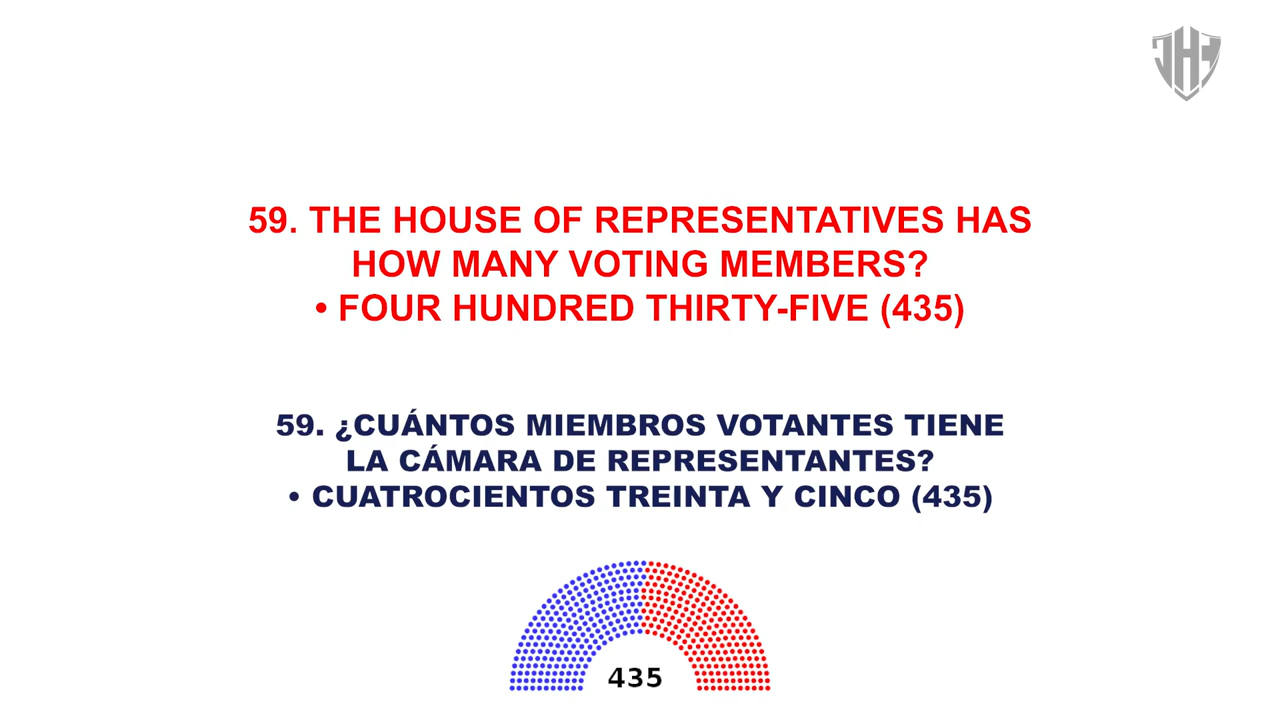 JHF
59. THE HOUSE OF REPRESENTATIVES HAS
HOW MANY VOTING MEMBERS?
• FOUR HUNDRED THIRTY-FIVE (435)
59. ¿CUÁNTOS MIEMBROS VOTANTES TIENE
LA CÁMARA DE REPRESENTANTES?
• CUATROCIENTOS TREINTA Y CINCO (435)
435